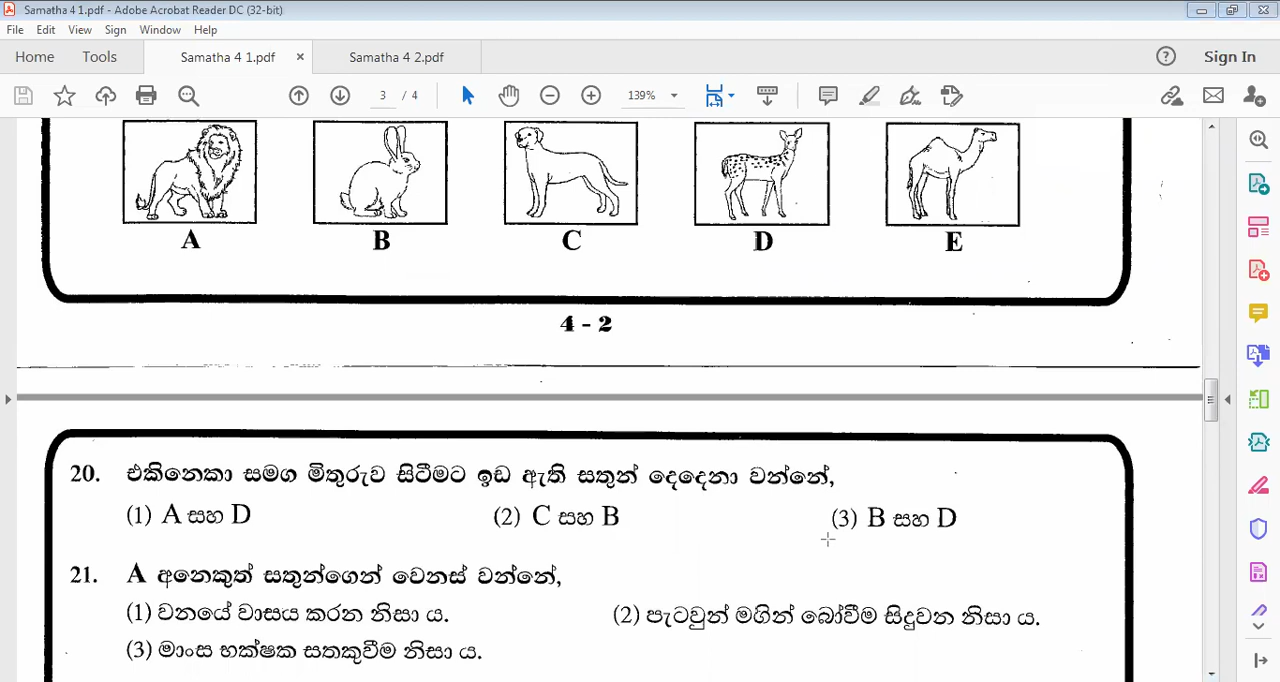 Samatha 4 1.pdf - Adobe Acrobat Reader DC (32-bit)
File Edit View Sign Window Help
Home Tools Samatha 4 1.pdf × Samatha 4 2.pdf Sign In
3 / 4 139%
A B C D E
4 - 2
20. එකිනෙකා සමග මිතුරුව සිටීමට ඉඩ ඇති සතුන් දෙදෙනා වන්නේ,
(1) A සහ D (2) C සහ B (3) B සහ D
21. A අනෙකුත් සතුන්ගෙන් වෙනස් වන්නේ,
(1) වනයේ වාසය කරන නිසා ය. (2) පැටවුන් මගින් බෝවීම සිදුවන නිසා ය.
(3) මාංස භක්ෂක සතකුවීම නිසා ය.